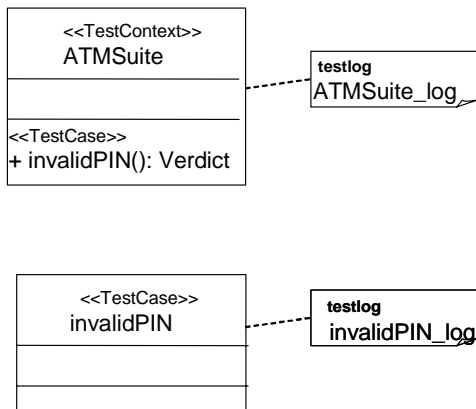 <<TestContext>>
ATMSuite
testlog
ATMSuite_log
<<TestCase>>
+ invalidPIN(): Verdict
<<TestCase>>
invalidPIN
testlog
invalidPIN_log